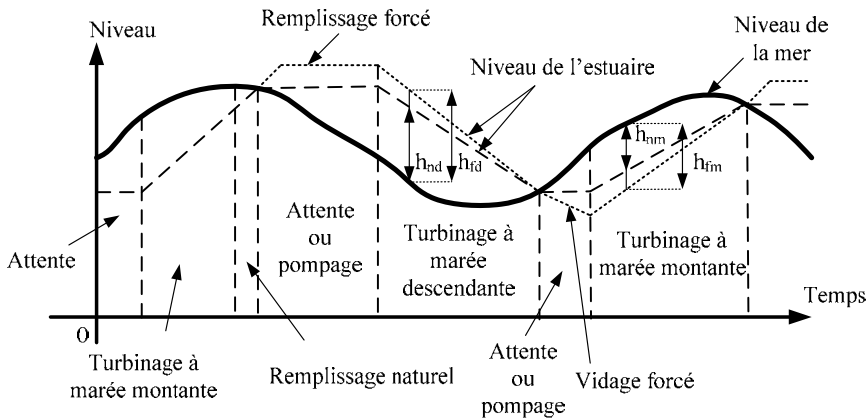 Niveau
Remplissage forcé
Niveau de l'estuaire
Niveau de
la mer
hnd
hfd
hnm
hfm
Attente
Attente
ou
pompage
Turbinage à
marée
descendante
Turbinage à
marée montante
Temps
O
Turbinage à
marée montante
Remplissage naturel
Attente
ou
pompage
Vidage forcé